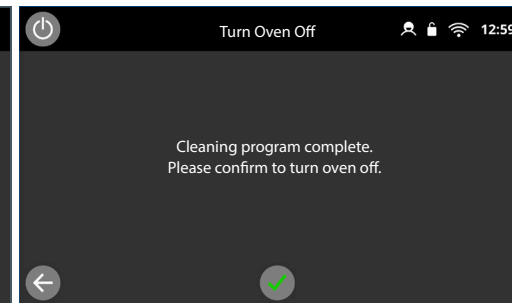 Turn Oven Off
12:59
Cleaning program complete.
Please confirm to turn oven off.